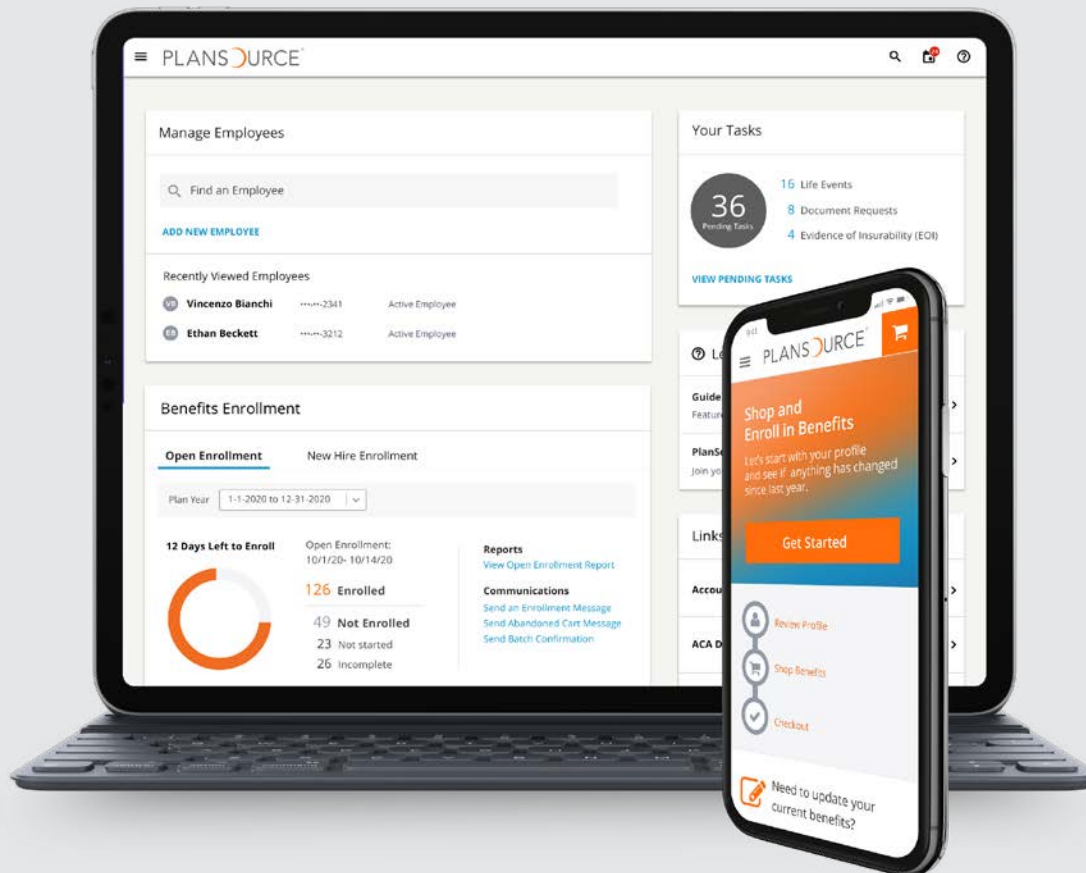 PLANSOURCE
Manage Employees
Find an Employee
ADD NEW EMPLOYEE
Recently Viewed Employees
VB Vincenzo Bianchi •••-••-2341 Active Employee
EB Ethan Beckett •••-••-3212 Active Employee
Benefits Enrollment
Open Enrollment New Hire Enrollment
Plan Year 1-1-2020 to 12-31-2020
12 Days Left to Enroll
Open Enrollment:
10/1/20- 10/14/20
126 Enrolled
49 Not Enrolled
23 Not started
26 Incomplete
Reports
View Open Enrollment Report
Communications
Send an Enrollment Message
Send Abandoned Cart Message
Send Batch Confirmation
Your Tasks
36
Pending Tasks
16 Life Events
8 Document Requests
4 Evidence of Insurability (EOI)
VIEW PENDING TASKS
Guide
Join
Links
ACA
9:41
PLANSOURCE
Shop and
Enroll in Benefits
Let's start with your profile
and see if anything has changed
since last year.
Get Started
Review Profile
Shop Benefits
Checkout
Need to update your
current benefits?